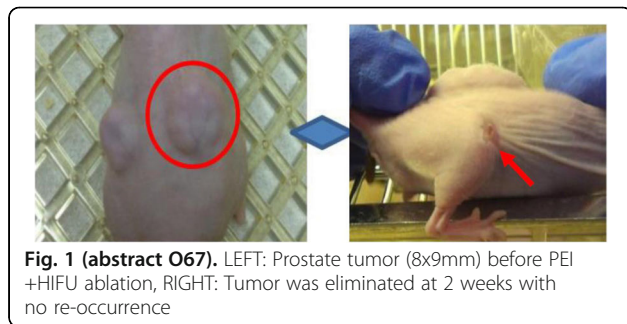 Fig. 1 (abstract O67). LEFT: Prostate tumor (8x9mm) before PEI
+HIFU ablation, RIGHT: Tumor was eliminated at 2 weeks with
no re-occurrence